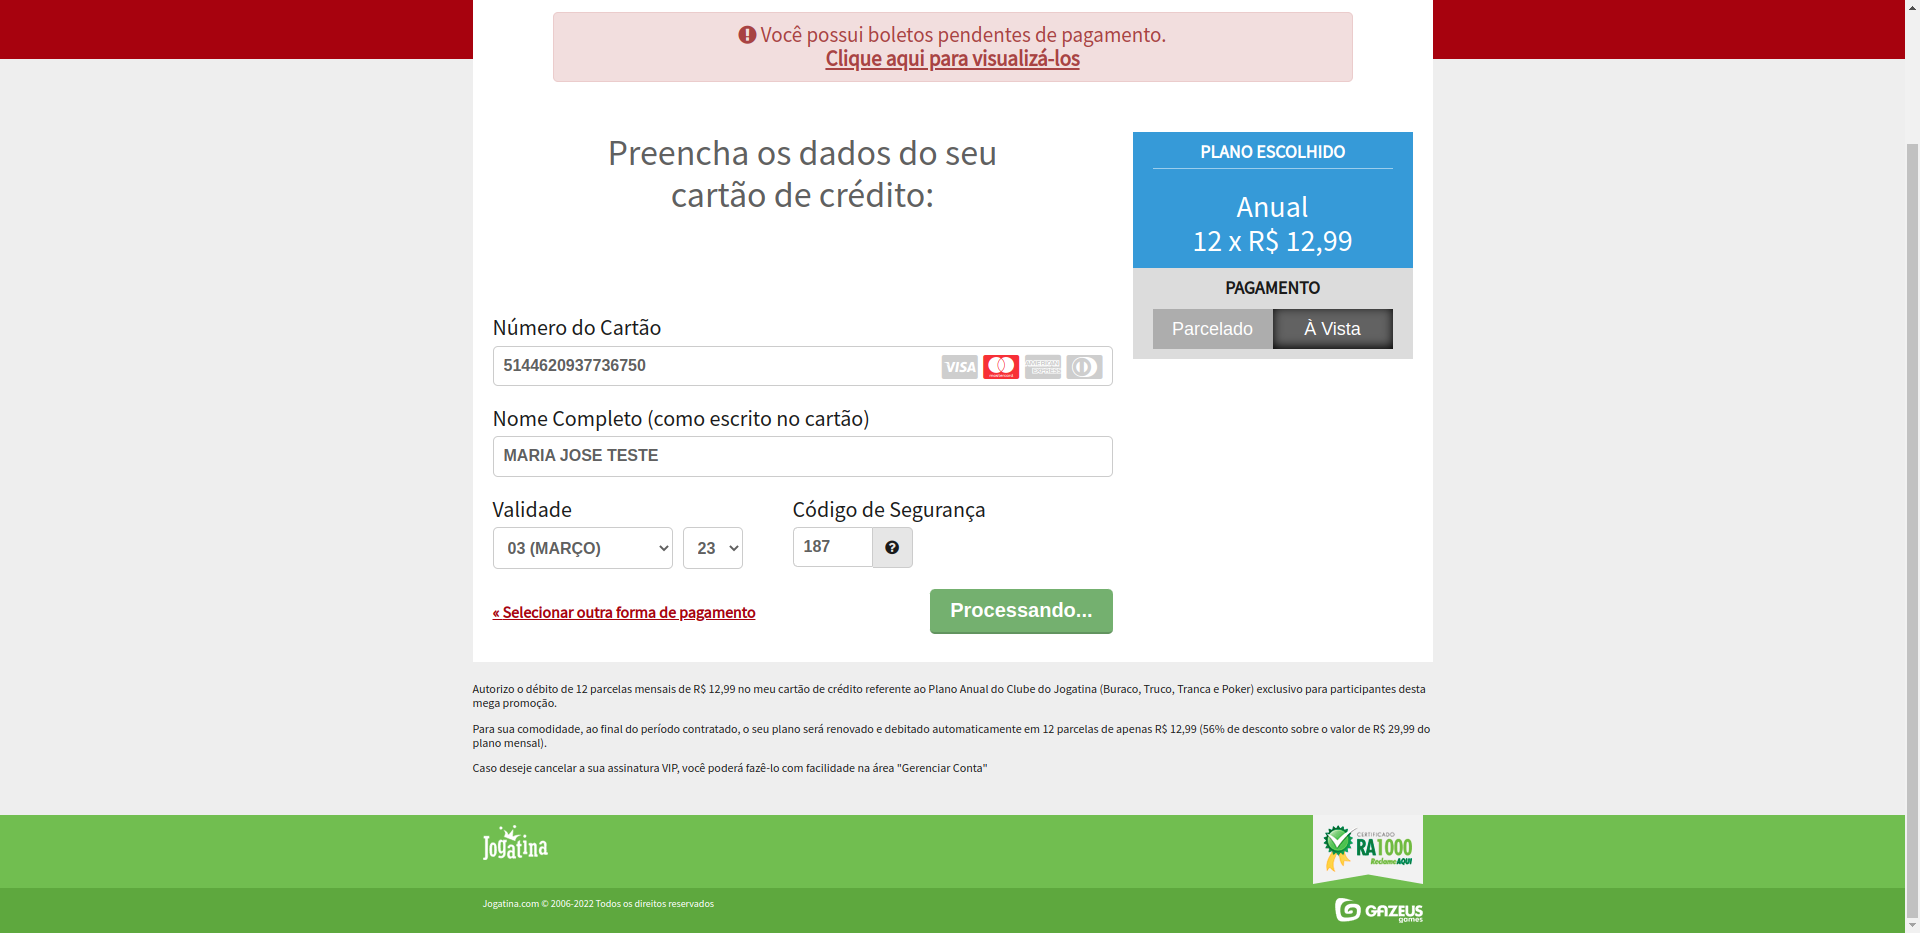 Você possui boletos pendentes de pagamento.
Clique aqui para visualizá-los
Preencha os dados do seu
cartão de crédito:
PLANO ESCOLHIDO
Anual
12 x R$ 12,99
PAGAMENTO
Parcelado À Vista
Número do Cartão
5144620937736750
VISA mastercard AMERICAN EXPRESS
Nome Completo (como escrito no cartão)
MARIA JOSE TESTE
Validade Código de Segurança
03 (MARÇO) 23 187
« Selecionar outra forma de pagamento
Processando...
Autorizo o débito de 12 parcelas mensais de R$ 12,99 no meu cartão de crédito referente ao Plano Anual do Clube do Jogatina (Buraco, Truco, Tranca e Poker) exclusivo para participantes desta
mega promoção.
Para sua comodidade, ao final do período contratado, o seu plano será renovado e debitado automaticamente em 12 parcelas de apenas R$ 12,99 (56% de desconto sobre o valor de R$ 29,99 do
plano mensal).
Caso deseje cancelar a sua assinatura VIP, você poderá fazê-lo com facilidade na área "Gerenciar Conta"
Jogatina
CERTIFICADO
RA1000
ReclameAQUI
Jogatina.com © 2006-2022 Todos os direitos reservados
GAZEUS
games